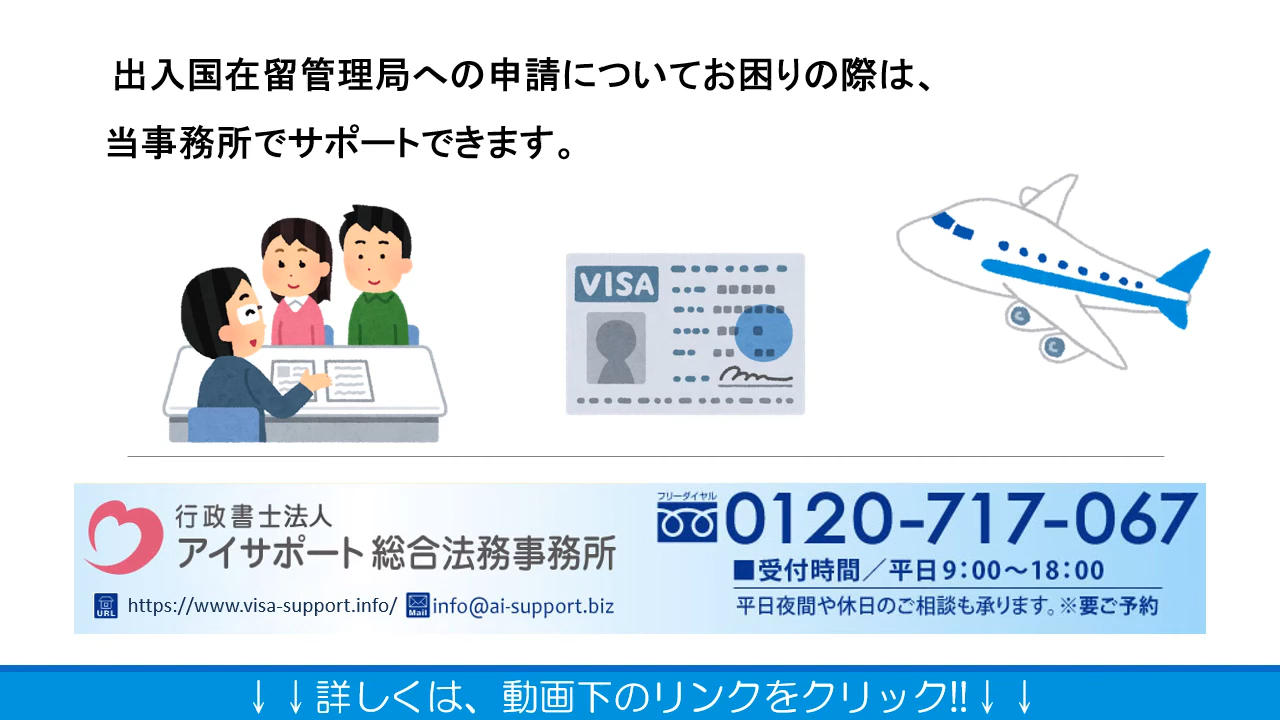 出入国在留管理局への申請についてお困りの際は、
当事務所でサポートできます。
VISA
行政書士法人
アイサポート 総合法務事務所
URL https://www.visa-support.info/ Mail info@ai-support.biz
フリーダイヤル
0120-717-067
■受付時間／平日9:00〜18:00
平日夜間や休日のご相談も承ります。※要ご予約
↓↓詳しくは、動画下のリンクをクリック!!↓↓